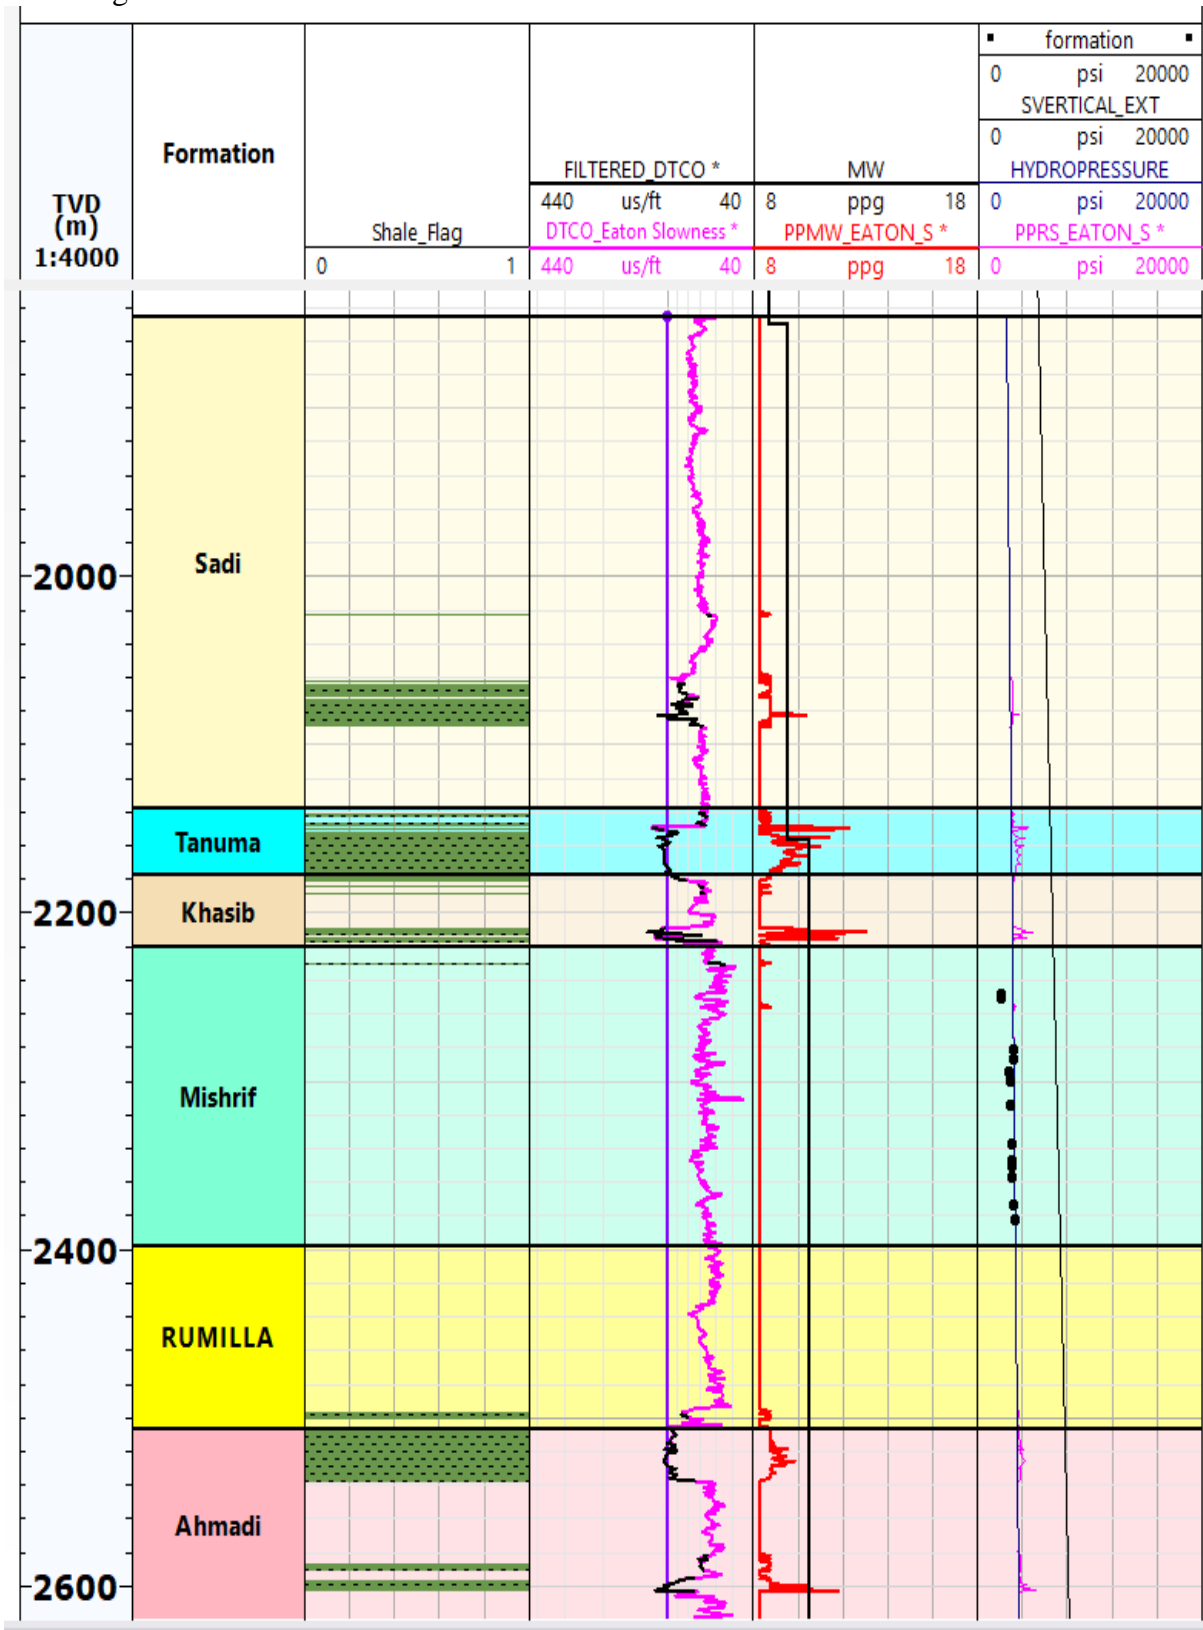 formation
0 psi 20000
SVERTICAL_EXT
0 psi 20000
Formation
FILTERED_DTCO *
MW
HYDROPRESSURE
TVD
(m)
1:4000
440 us/ft 40
8 ppg 18
0 psi 20000
Shale_Flag
DTCO_Eaton Slowness *
PPMW_EATON_S *
PPRS_EATON_S *
0 1
440 us/ft 40
8 ppg 18
0 psi 20000
Sadi
2000
Tanuma
Khasib
2200
Mishrif
2400
RUMILLA
Ahmadi
2600